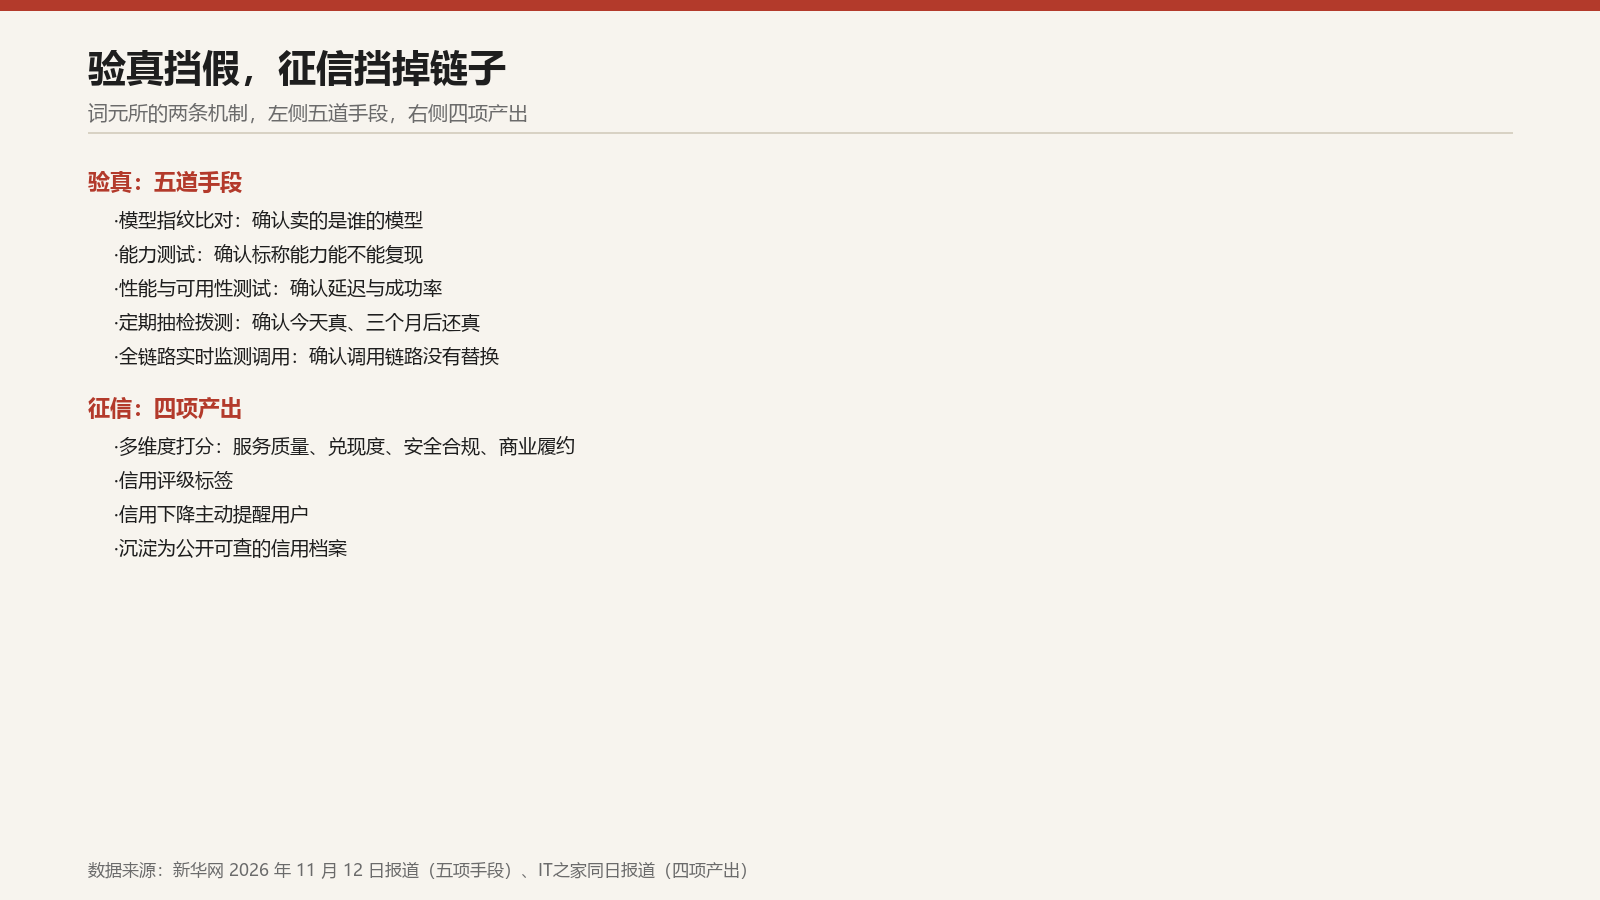 验真挡假，征信挡掉链子
词元所的两条机制，左侧五道手段，右侧四项产出
验真：五道手段
·模型指纹比对：确认卖的是谁的模型
·能力测试：确认标称能力能不能复现
·性能与可用性测试：确认延迟与成功率
·定期抽检拨测：确认今天真、三个月后还真
·全链路实时监测调用：确认调用链路没有替换
征信：四项产出
·多维度打分：服务质量、兑现度、安全合规、商业履约
·信用评级标签
·信用下降主动提醒用户
·沉淀为公开可查的信用档案
数据来源：新华网 2026 年 11 月 12 日报道（五项手段）、IT之家同日报道（四项产出）